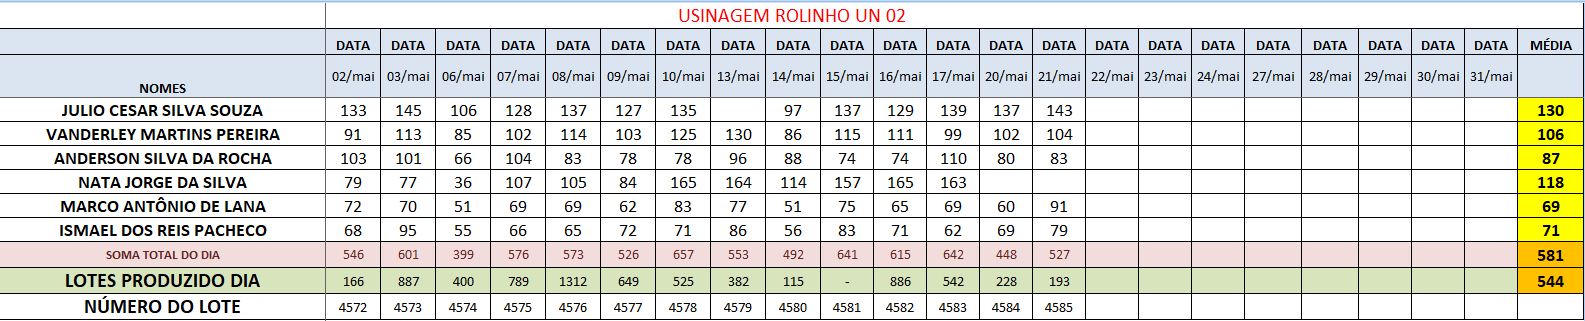 USINAGEM ROLINHO UN 02
DATA DATA DATA DATA DATA DATA DATA DATA DATA DATA DATA DATA DATA DATA DATA DATA DATA DATA DATA DATA DATA MÉDIA
NOMES 02/mai 03/mai 06/mai 07/mai 08/mai 09/mai 10/mai 13/mai 14/mai 15/mai 16/mai 17/mai 20/mai 21/mai 22/mai 23/mai 24/mai 27/mai 28/mai 29/mai 30/mai 31/mai
JULIO CESAR SILVA SOUZA 133 145 106 128 137 127 135 97 137 129 139 137 143 130
VANDERLEY MARTINS PEREIRA 91 113 85 102 114 103 125 130 86 115 111 99 102 104 106
ANDERSON SILVA DA ROCHA 103 101 66 104 83 78 78 96 88 74 74 110 80 83 87
NATA JORGE DA SILVA 79 77 36 107 105 84 165 164 114 157 165 163 118
MARCO ANTÔNIO DE LANA 72 70 51 69 69 62 83 77 51 75 65 69 60 91 69
ISMAEL DOS REIS PACHECO 68 95 55 66 65 72 71 86 56 83 71 62 69 79 71
SOMA TOTAL DO DIA 546 601 399 576 573 526 657 553 492 641 615 642 448 527 581
LOTES PRODUZIDO DIA 166 887 400 789 1312 649 525 382 115 - 886 542 228 193 544
NÚMERO DO LOTE 4572 4573 4574 4575 4576 4577 4578 4579 4580 4581 4582 4583 4584 4585